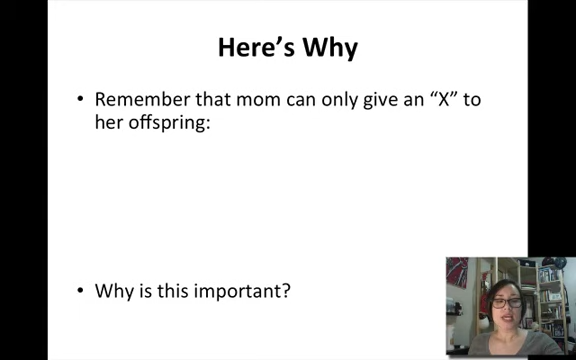 Here's Why
• Remember that mom can only give an “X” to
her offspring:
• Why is this important?